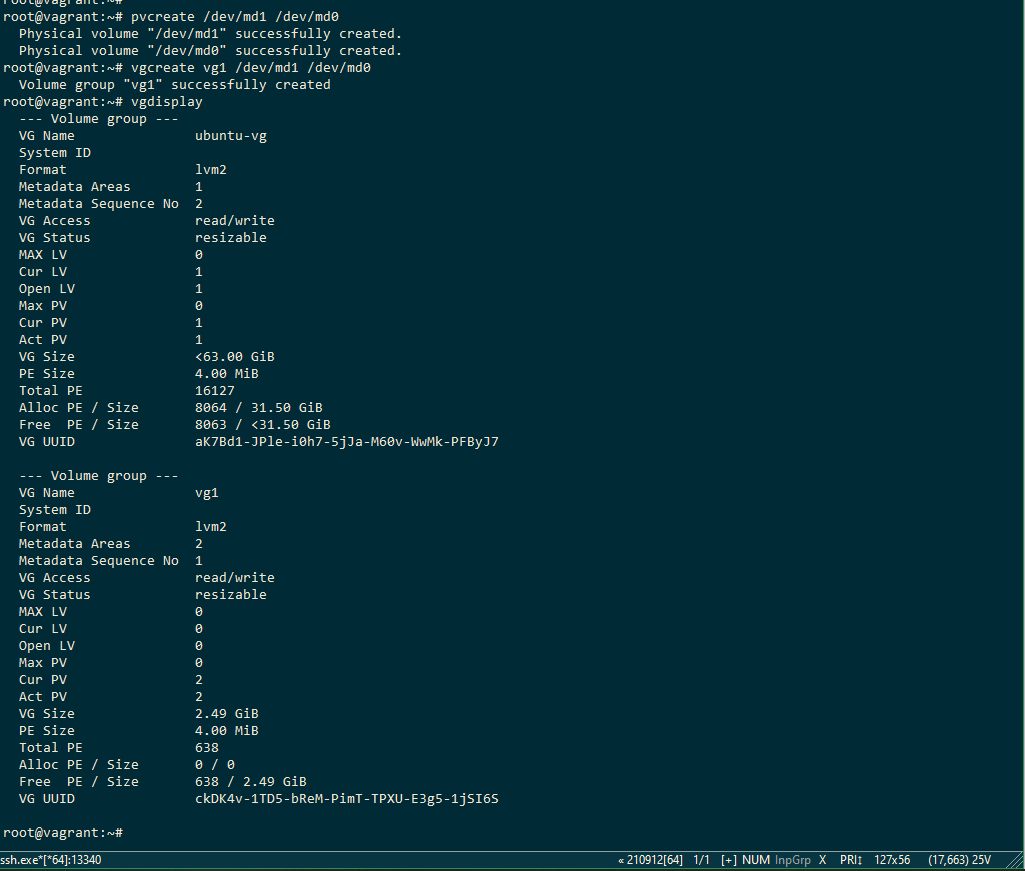 root@vagrant:~#
root@vagrant:~# pvcreate /dev/md1 /dev/md0
  Physical volume "/dev/md1" successfully created.
  Physical volume "/dev/md0" successfully created.
root@vagrant:~# vgcreate vg1 /dev/md1 /dev/md0
  Volume group "vg1" successfully created
root@vagrant:~# vgdisplay
  --- Volume group ---
  VG Name               ubuntu-vg
  System ID
  Format                lvm2
  Metadata Areas        1
  Metadata Sequence No  2
  VG Access             read/write
  VG Status             resizable
  MAX LV                0
  Cur LV                1
  Open LV               1
  Max PV                0
  Cur PV                1
  Act PV                1
  VG Size               <63.00 GiB
  PE Size               4.00 MiB
  Total PE              16127
  Alloc PE / Size       8064 / 31.50 GiB
  Free  PE / Size       8063 / <31.50 GiB
  VG UUID               aK7Bd1-JPle-i0h7-5jJa-M60v-WwMk-PFByJ7

  --- Volume group ---
  VG Name               vg1
  System ID
  Format                lvm2
  Metadata Areas        2
  Metadata Sequence No  1
  VG Access             read/write
  VG Status             resizable
  MAX LV                0
  Cur LV                0
  Open LV               0
  Max PV                0
  Cur PV                2
  Act PV                2
  VG Size               2.49 GiB
  PE Size               4.00 MiB
  Total PE              638
  Alloc PE / Size       0 / 0
  Free  PE / Size       638 / 2.49 GiB
  VG UUID               ckDK4v-1TD5-bReM-PimT-TPXU-E3g5-1jSI6S

root@vagrant:~#
ssh.exe*[*64]:13340 « 210912[64] 1/1 [+] NUM InpGrp X PRI↕ 127x56 (17,663) 25V